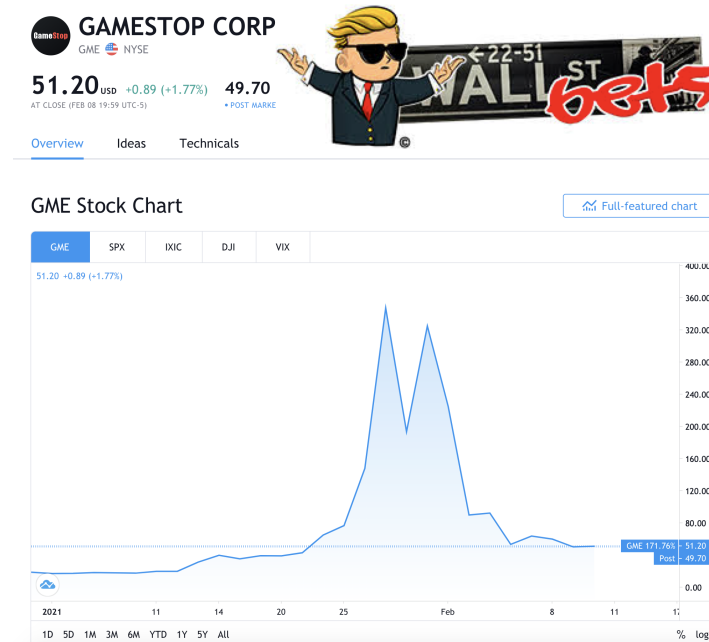 GAMESTOP CORP
GameStop
GME NYSE
51.20 USD +0.89 (+1.77%) 49.70
AT CLOSE (FEB 08 19:59 UTC-5) • POST MARKE
22-51
WALL ST
bets
©
Overview Ideas Technicals
GME Stock Chart
Full-featured chart
GME SPX IXIC DJI VIX
51.20 +0.89 (+1.77%)
400.00
360.00
320.00
280.00
240.00
200.00
160.00
120.00
80.00
GME 171.76% 51.20
Post 49.70
0.00
2021 11 14 20 25 Feb 8 11 17
1D 5D 1M 3M 6M YTD 1Y 5Y All % log